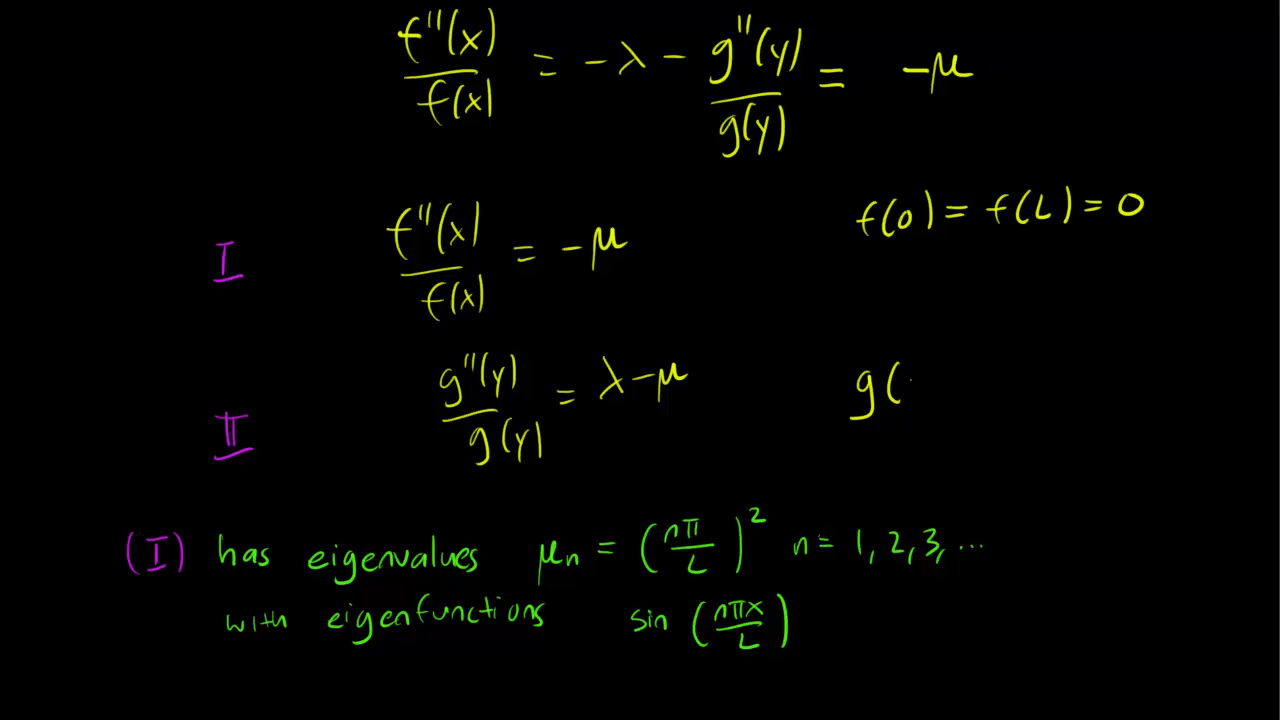 f''(x)/f(x) = -λ - g''(y)/g(y) = -μ
I f''(x)/f(x) = -μ f(0) = f(L) = 0
II g''(y)/g(y) = λ-μ g(
(I) has eigenvalues μn = (nπ/L)² n = 1, 2, 3, ...
with eigenfunctions sin (nπx/L)